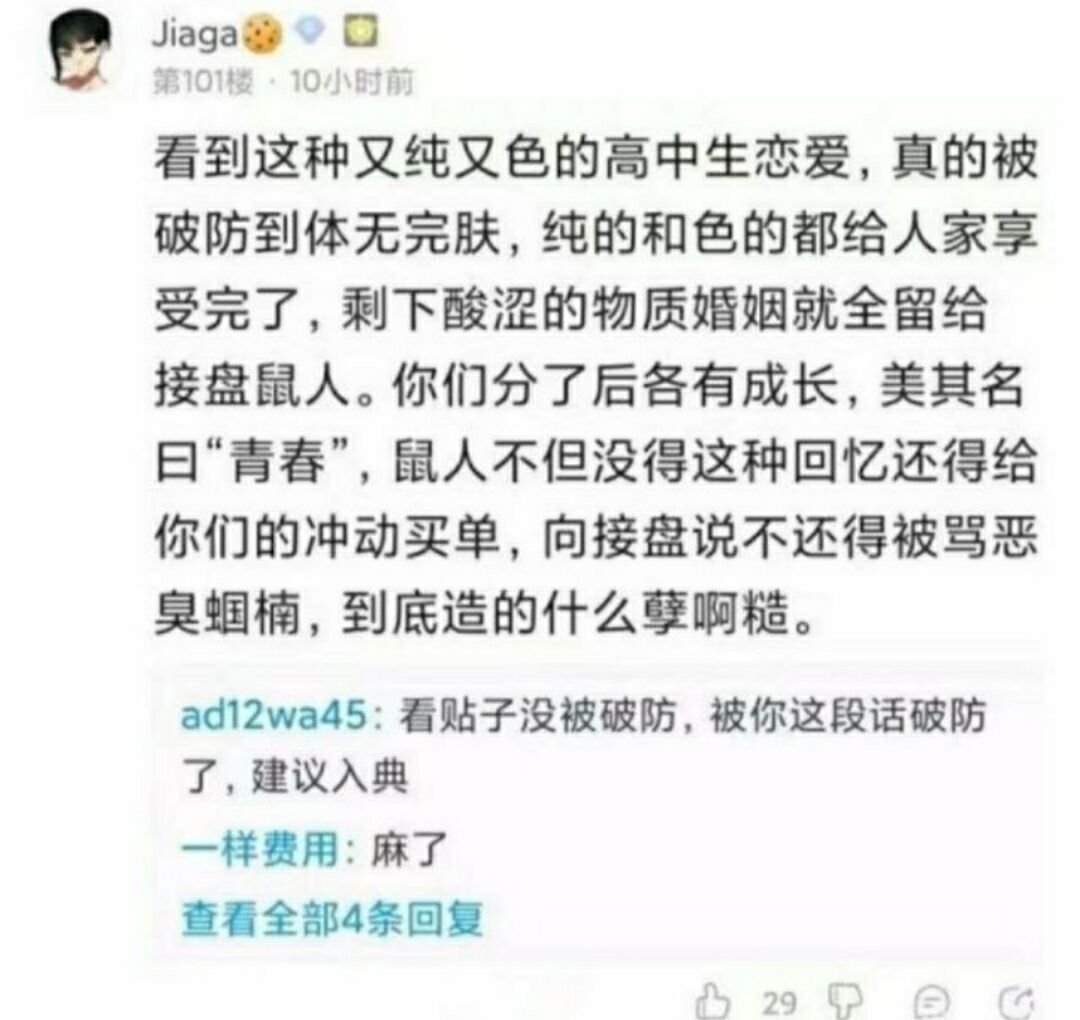 Jiaga
第101楼 · 10小时前
看到这种又纯又色的高中生恋爱，真的被
破防到体无完肤，纯的和色的都给人家享
受完了，剩下酸涩的物质婚姻就全留给
接盘鼠人。你们分了后各有成长，美其名
曰“青春”，鼠人不但没得这种回忆还得给
你们的冲动买单，向接盘说不还得被骂恶
臭蝈楠，到底造的什么孽啊糙。
ad12wa45：看贴子没被破防，被你这段话破防
了，建议入典
一样费用：麻了
查看全部4条回复
29